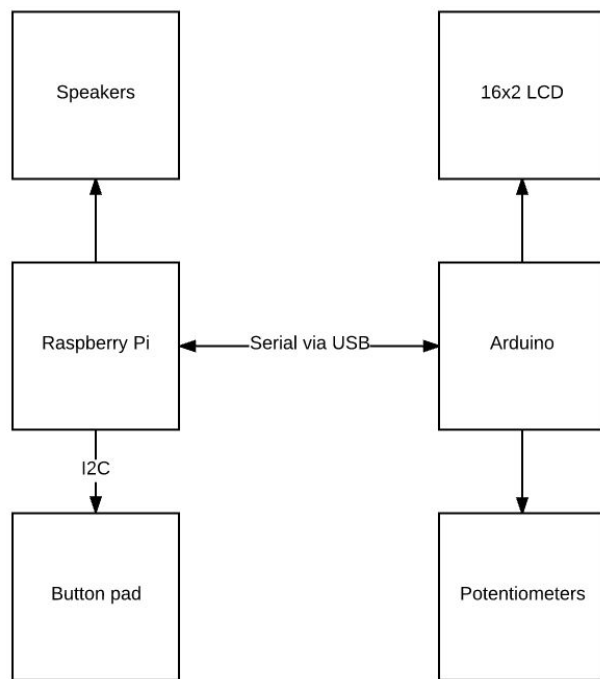 Speakers
16x2 LCD
Raspberry Pi
Serial via USB
Arduino
I2C
Button pad
Potentiometers